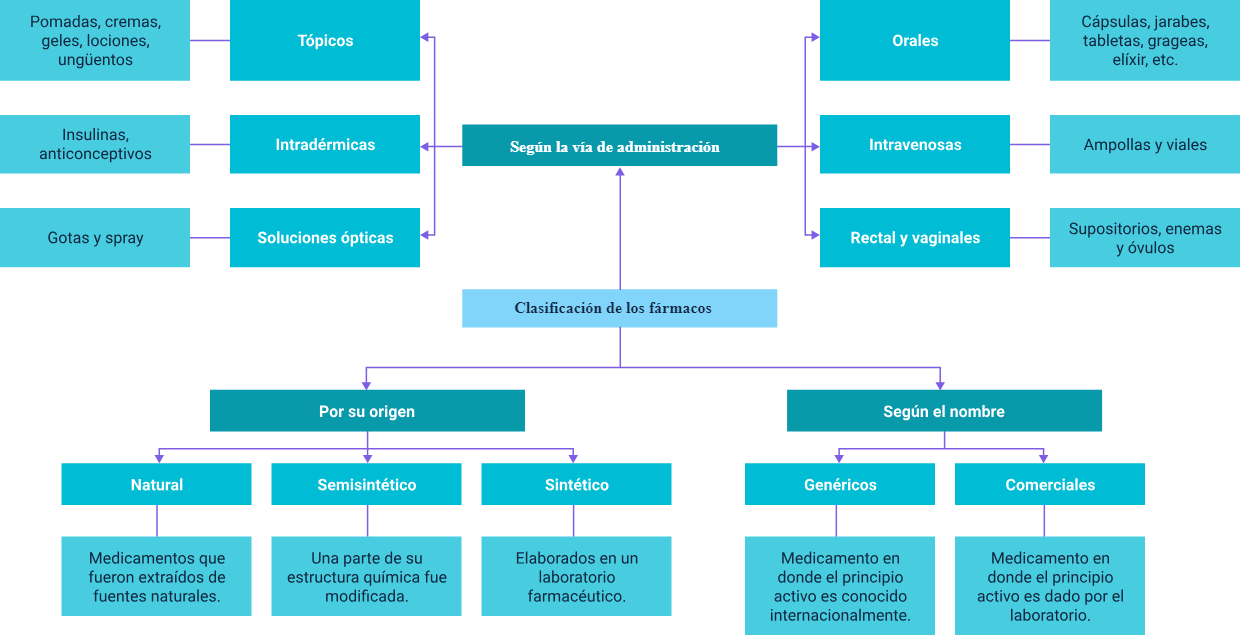 Pomadas, cremas,
geles, lociones,
ungüentos
Tópicos
Orales
Cápsulas, jarabes,
tabletas, grageas,
elíxir, etc.
Insulinas,
anticonceptivos
Intradérmicas
Según la vía de administración
Intravenosas
Ampollas y viales
Gotas y spray
Soluciones ópticas
Rectal y vaginales
Supositorios, enemas
y óvulos
Clasificación de los fármacos
Por su origen
Según el nombre
Natural
Semisintético
Sintético
Genéricos
Comerciales
Medicamentos que
fueron extraídos de
fuentes naturales.
Una parte de su
estructura química fue
modificada.
Elaborados en un
laboratorio
farmacéutico.
Medicamento en
donde el principio
activo es conocido
internacionalmente.
Medicamento en
donde el principio
activo es dado por el
laboratorio.